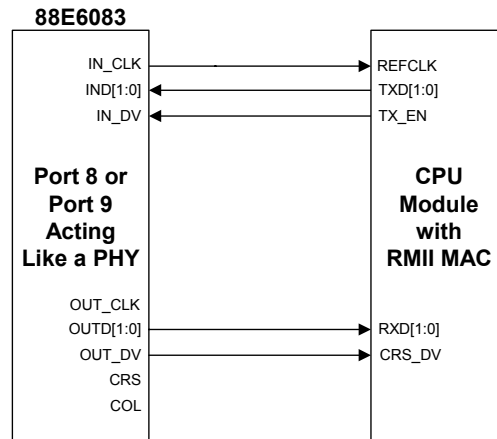 88E6083
IN_CLK
IND[1:0]
IN_DV
Port 8 or
Port 9
Acting
Like a PHY
OUT_CLK
OUTD[1:0]
OUT_DV
CRS
COL
REFCLK
TXD[1:0]
TX_EN
CPU
Module
with
RMII MAC
RXD[1:0]
CRS_DV